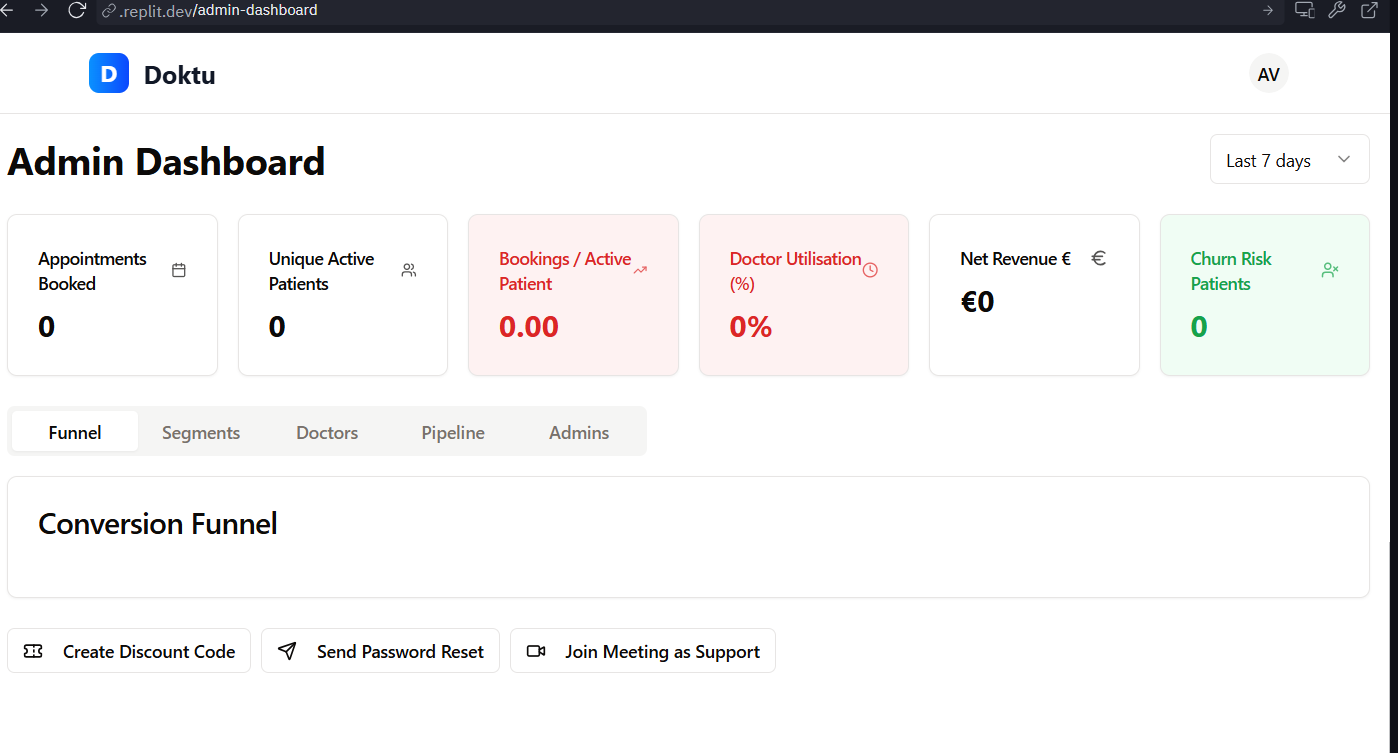 .replit.dev/admin-dashboard
D Doktu
AV
Admin Dashboard
Last 7 days
Appointments
Booked
0
Unique Active
Patients
0
Bookings / Active
Patient
0.00
Doctor Utilisation
(%)
0%
Net Revenue €
€
€0
Churn Risk
Patients
0
Funnel
Segments
Doctors
Pipeline
Admins
Conversion Funnel
Create Discount Code
Send Password Reset
Join Meeting as Support